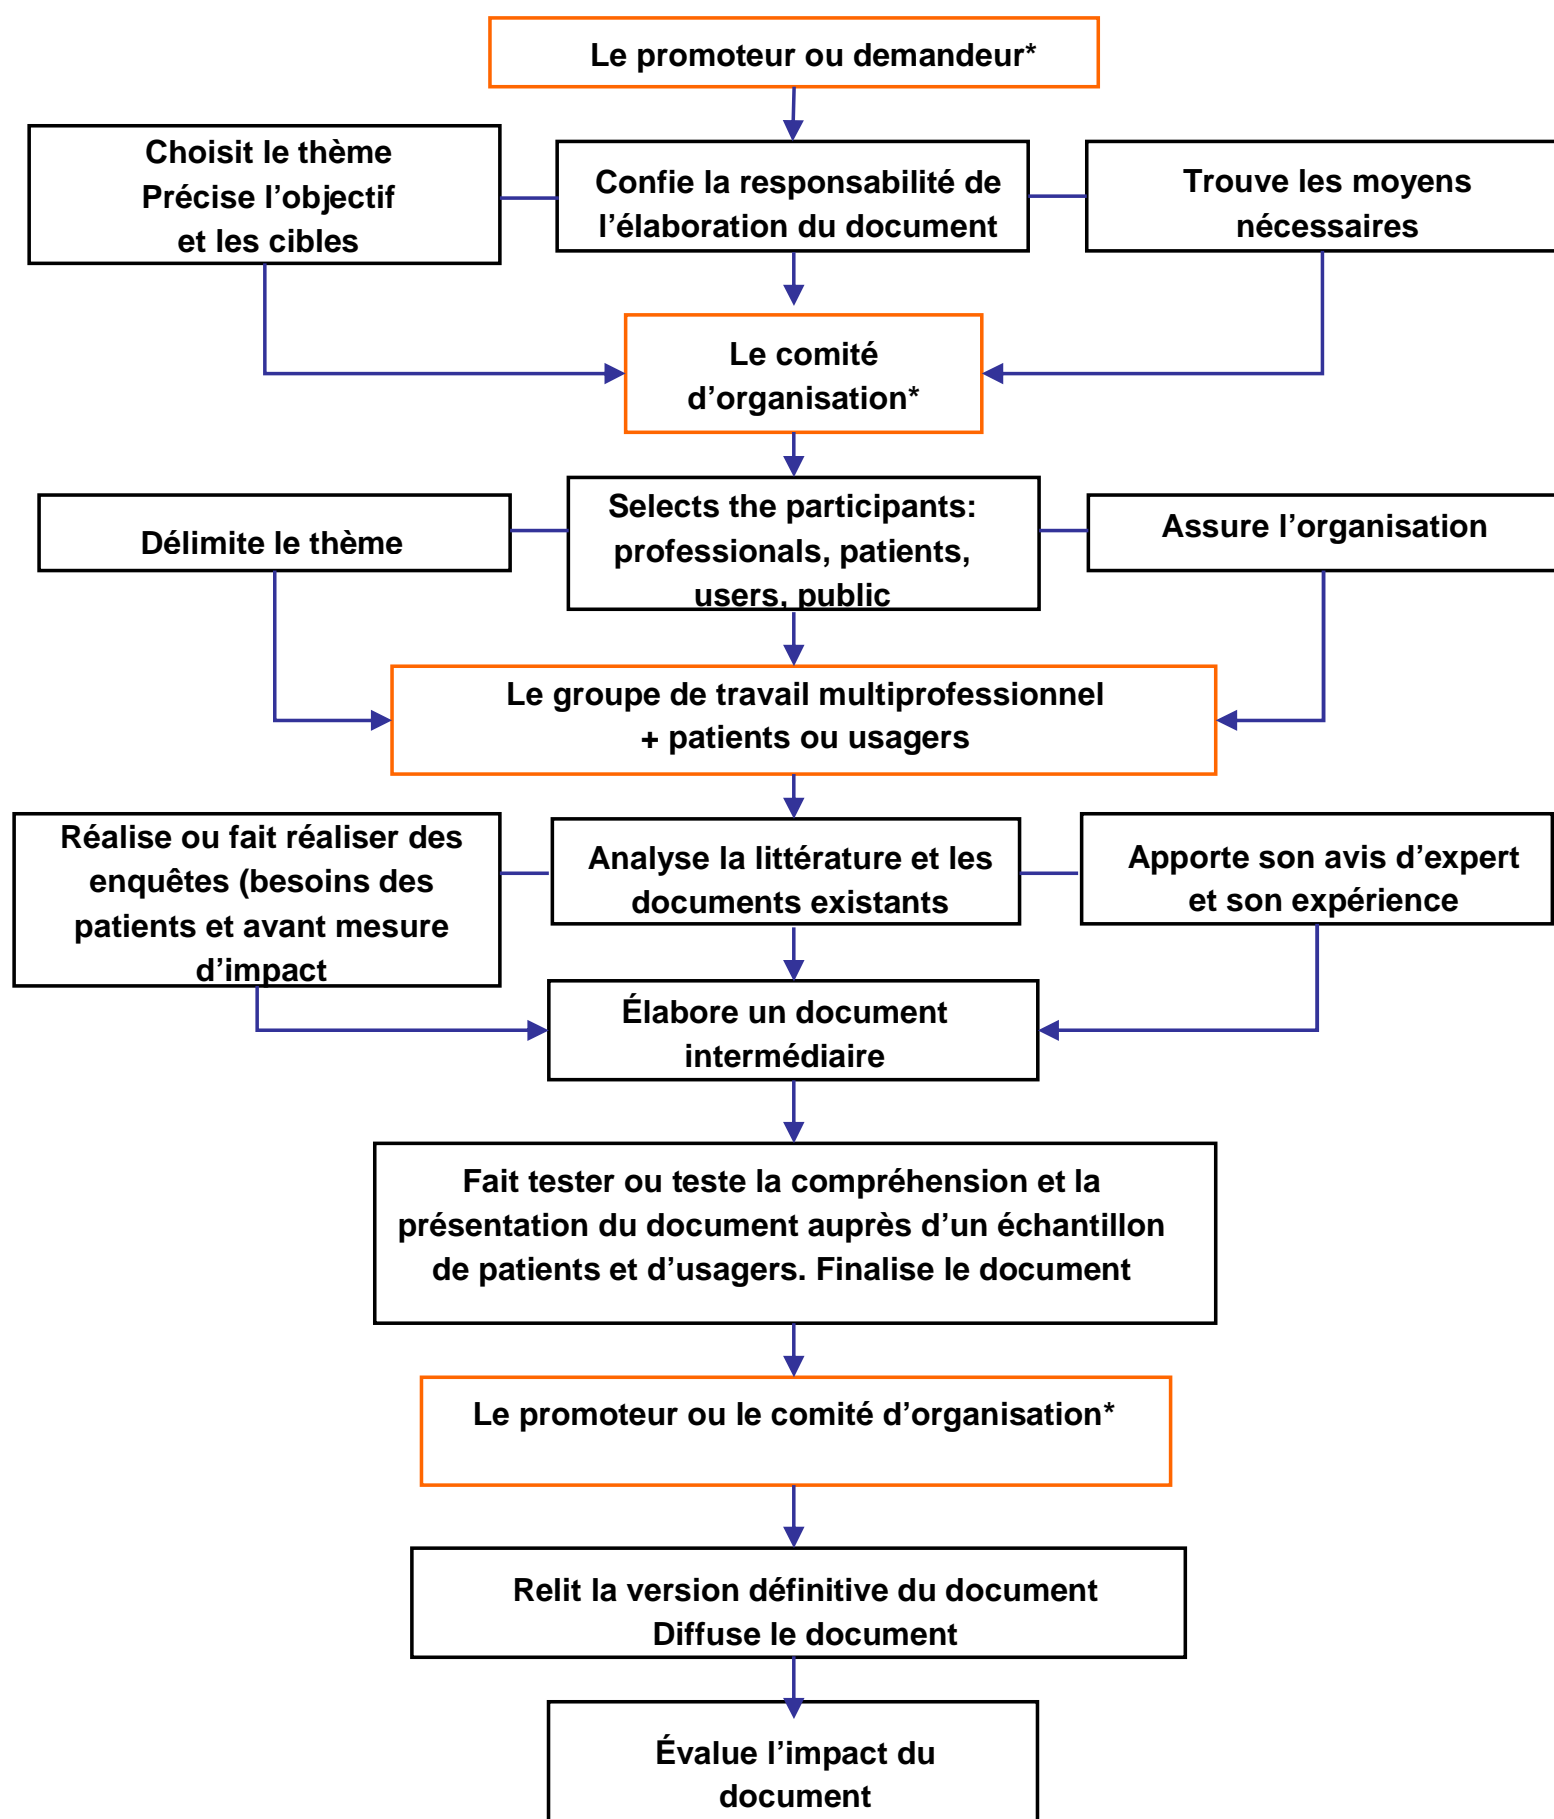 Le promoteur ou demandeur*
Choisit le thème
Précise l’objectif
et les cibles
Confie la responsabilité de
l’élaboration du document
Trouve les moyens
nécessaires
Le comité
d’organisation*
Délimite le thème
Selects the participants:
professionals, patients,
users, public
Assure l’organisation
Le groupe de travail multiprofessionnel
+ patients ou usagers
Réalise ou fait réaliser des
enquêtes (besoins des
patients et avant mesure
d’impact
Analyse la littérature et les
documents existants
Apporte son avis d’expert
et son expérience
Élabore un document
intermédiaire
Fait tester ou teste la compréhension et la
présentation du document auprès d’un échantillon
de patients et d’usagers. Finalise le document
Le promoteur ou le comité d’organisation*
Relit la version définitive du document
Diffuse le document
Évalue l’impact du
document